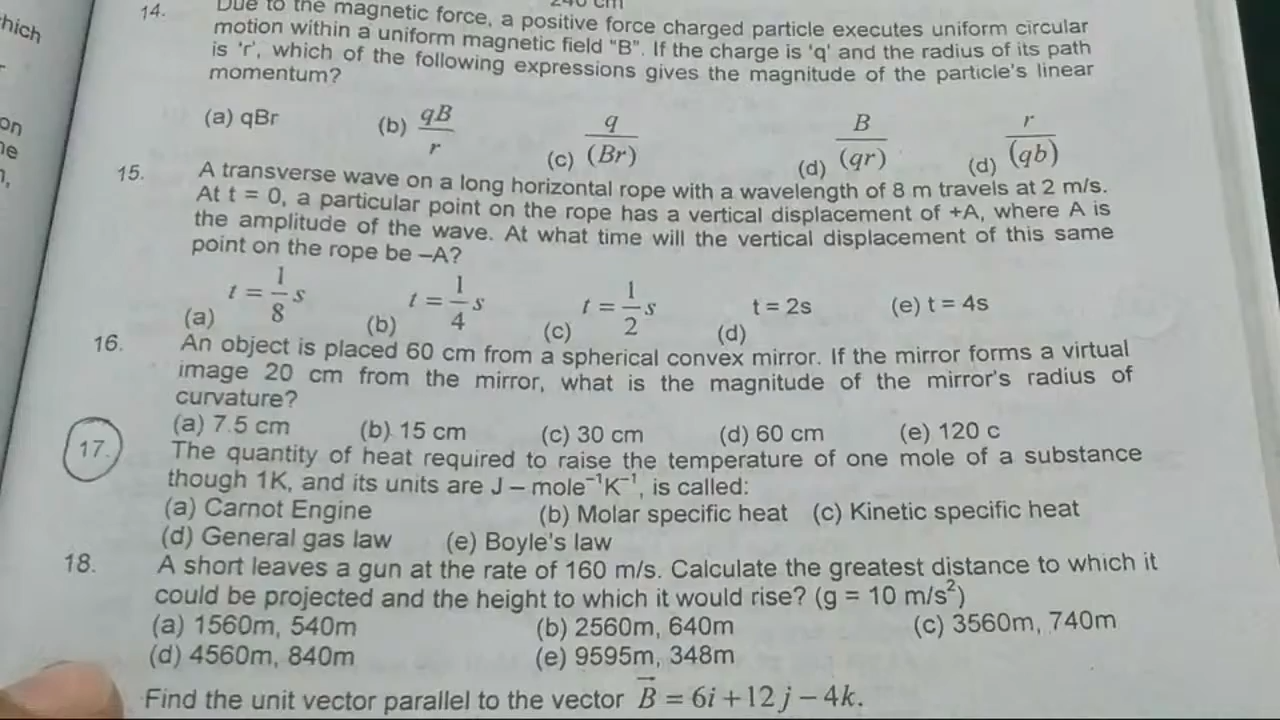 hich
on
240 cm
14. Due to the magnetic force, a positive force charged particle executes uniform circular
motion within a uniform magnetic field "B". If the charge is 'q' and the radius of its path
is 'r', which of the following expressions gives the magnitude of the particle's linear
momentum?
(a) qBr (b) qB/r (c) q/(Br) (d) B/(qr) (d) r/(qb)
15. A transverse wave on a long horizontal rope with a wavelength of 8 m travels at 2 m/s.
At t = 0, a particular point on the rope has a vertical displacement of +A, where A is
the amplitude of the wave. At what time will the vertical displacement of this same
point on the rope be –A?
(a) t = 1/8 s (b) t = 1/4 s (c) t = 1/2 s (d) t = 2s (e) t = 4s
16. An object is placed 60 cm from a spherical convex mirror. If the mirror forms a virtual
image 20 cm from the mirror, what is the magnitude of the mirror's radius of
curvature?
(a) 7.5 cm (b) 15 cm (c) 30 cm (d) 60 cm (e) 120 c
17. The quantity of heat required to raise the temperature of one mole of a substance
though 1K, and its units are J – mole⁻¹K⁻¹, is called:
(a) Carnot Engine (b) Molar specific heat (c) Kinetic specific heat
(d) General gas law (e) Boyle's law
18. A short leaves a gun at the rate of 160 m/s. Calculate the greatest distance to which it
could be projected and the height to which it would rise? (g = 10 m/s²)
(a) 1560m, 540m (b) 2560m, 640m (c) 3560m, 740m
(d) 4560m, 840m (e) 9595m, 348m
Find the unit vector parallel to the vector B⃗ = 6i + 12j – 4k.